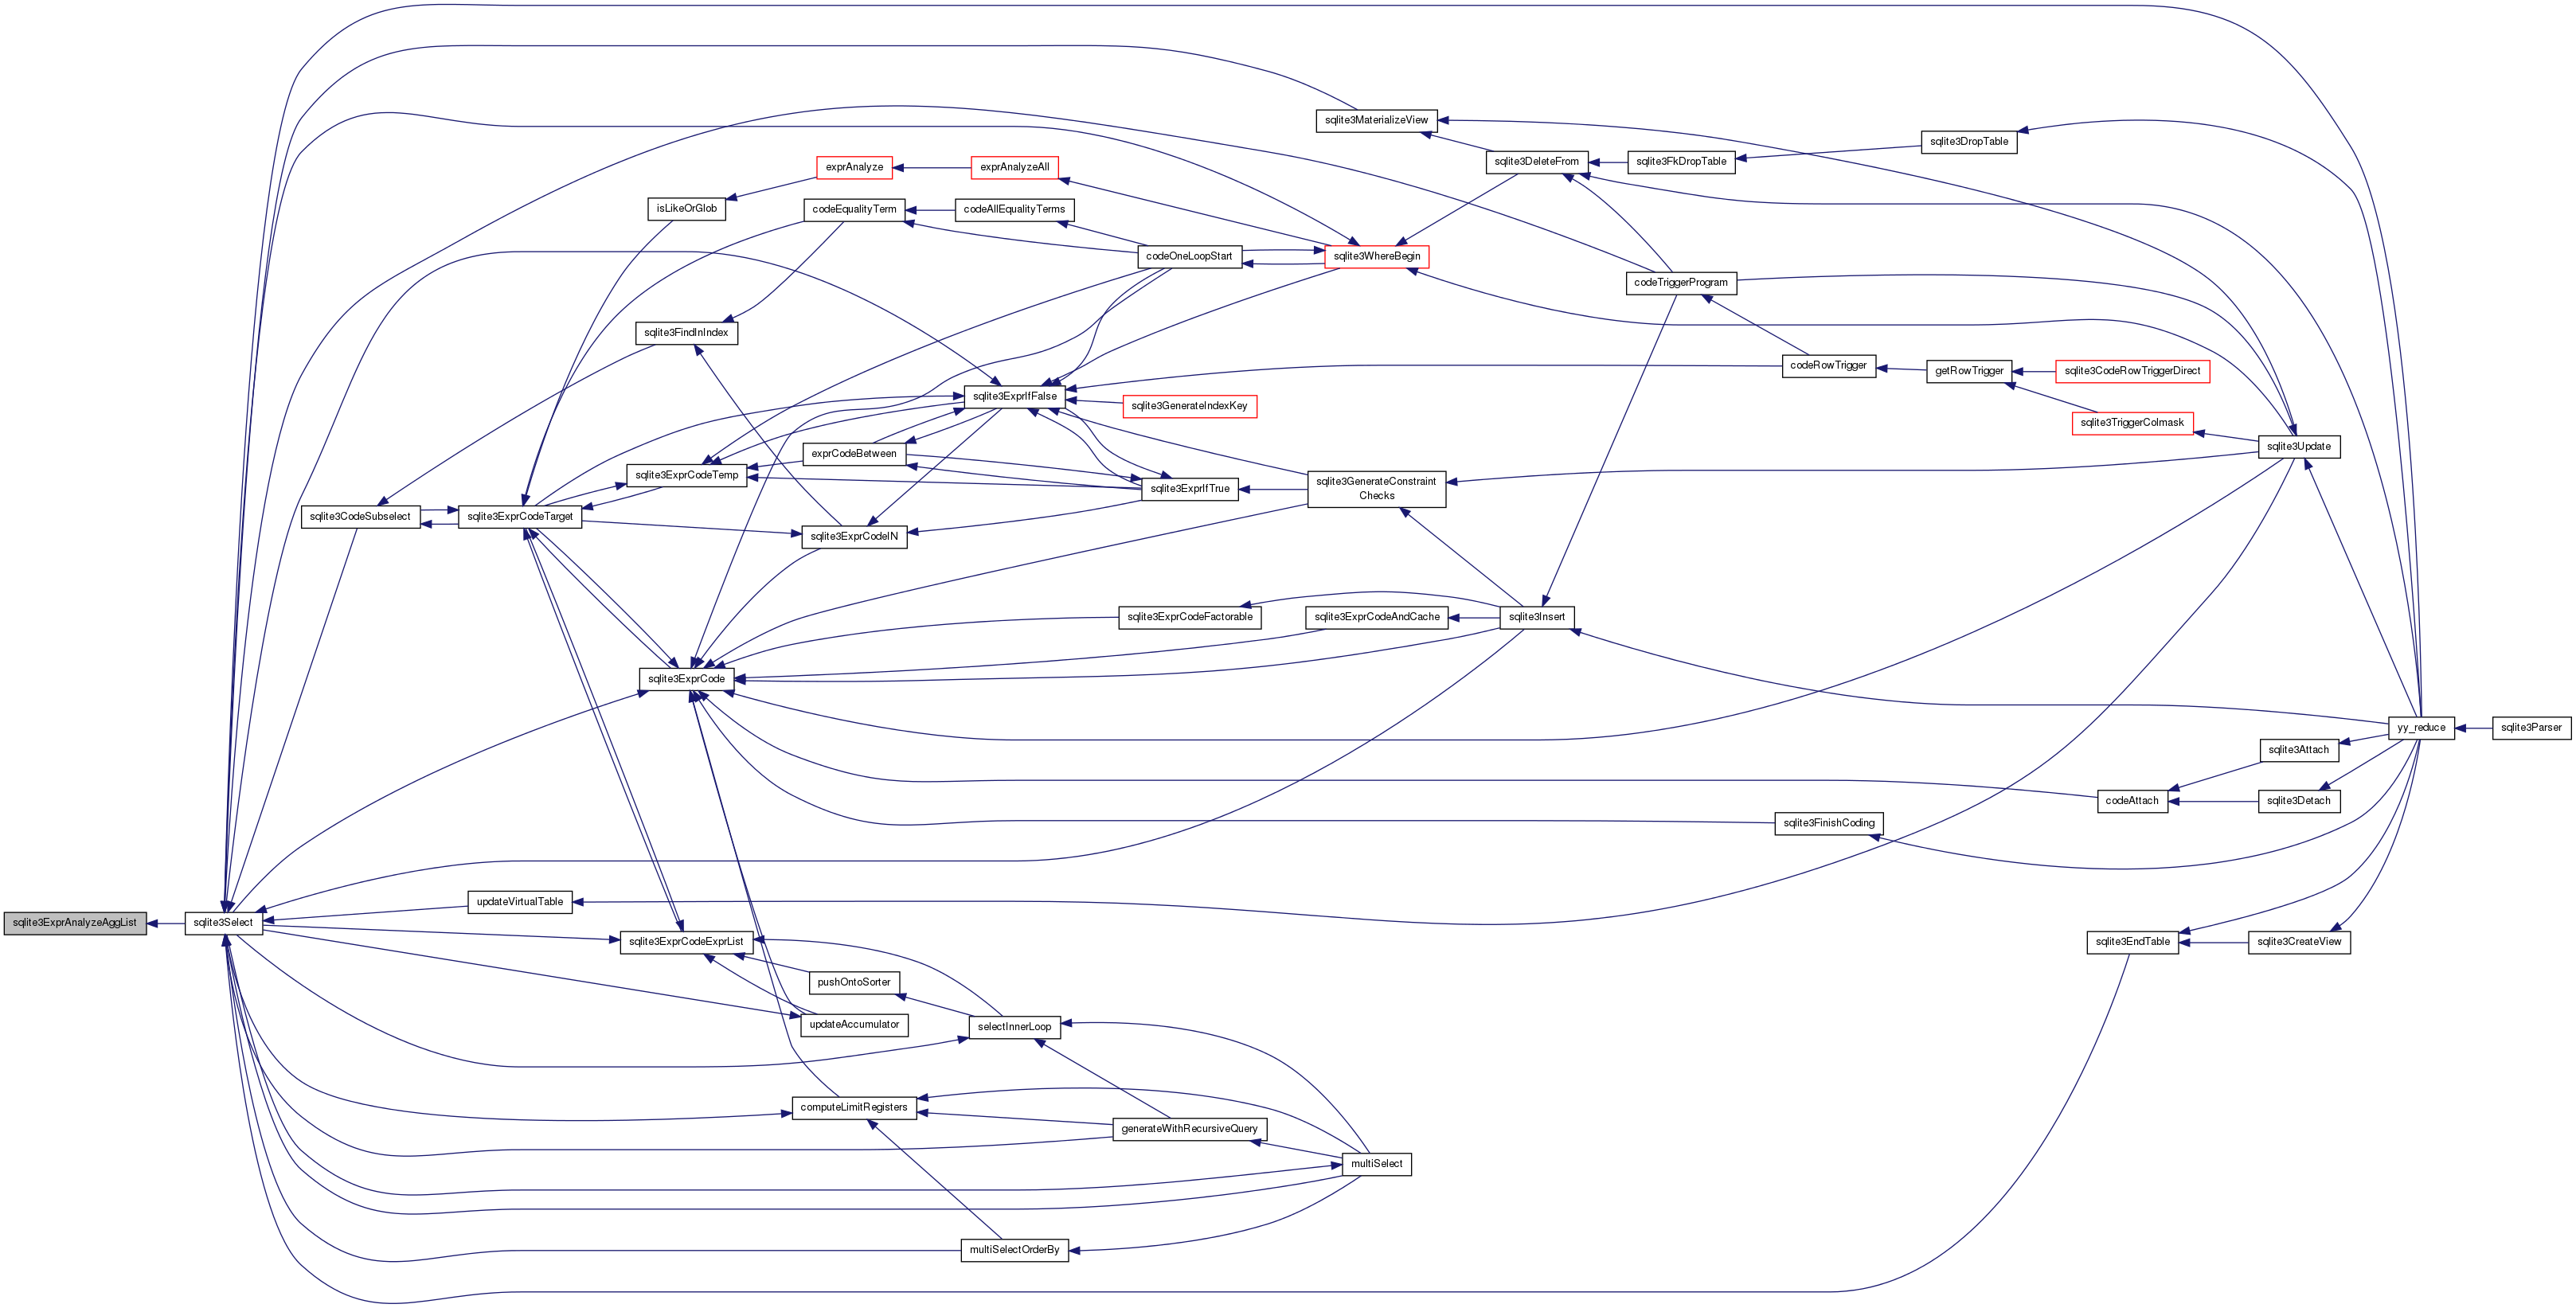 sqlite3MaterializeView
sqlite3DropTable
sqlite3DeleteFrom
sqlite3FkDropTable
exprAnalyze
exprAnalyzeAll
isLikeOrGlob
codeEqualityTerm
codeAllEqualityTerms
codeOneLoopStart
sqlite3WhereBegin
codeTriggerProgram
sqlite3FindInIndex
codeRowTrigger
getRowTrigger
sqlite3CodeRowTriggerDirect
sqlite3ExprIfFalse
sqlite3GenerateIndexKey
sqlite3TriggerColmask
sqlite3Update
exprCodeBetween
sqlite3ExprCodeTemp
sqlite3ExprIfTrue
sqlite3GenerateConstraint
Checks
sqlite3CodeSubselect
sqlite3ExprCodeTarget
sqlite3ExprCodeIN
sqlite3ExprCodeFactorable
sqlite3ExprCodeAndCache
sqlite3Insert
sqlite3ExprCode
yy_reduce
sqlite3Parser
sqlite3Attach
codeAttach
sqlite3Detach
sqlite3FinishCoding
updateVirtualTable
sqlite3ExprAnalyzeAggList
sqlite3Select
sqlite3ExprCodeExprList
sqlite3EndTable
sqlite3CreateView
pushOntoSorter
updateAccumulator
selectInnerLoop
computeLimitRegisters
generateWithRecursiveQuery
multiSelect
multiSelectOrderBy